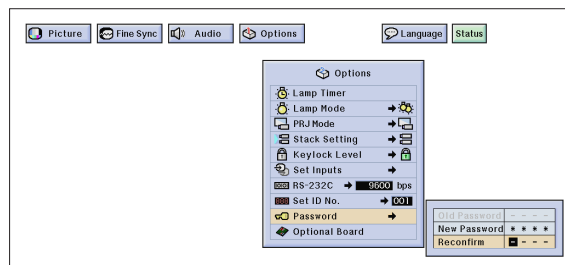 Picture Fine Sync Audio Options Language Status
Options
Lamp Timer
Lamp Mode
PRJ Mode
Stack Setting
Keylock Level
Set Inputs
RS-232C 9600 bps
Set ID No. 001
Password
Optional Board
Old Password - - - -
New Password * * * *
Reconfirm - - - -